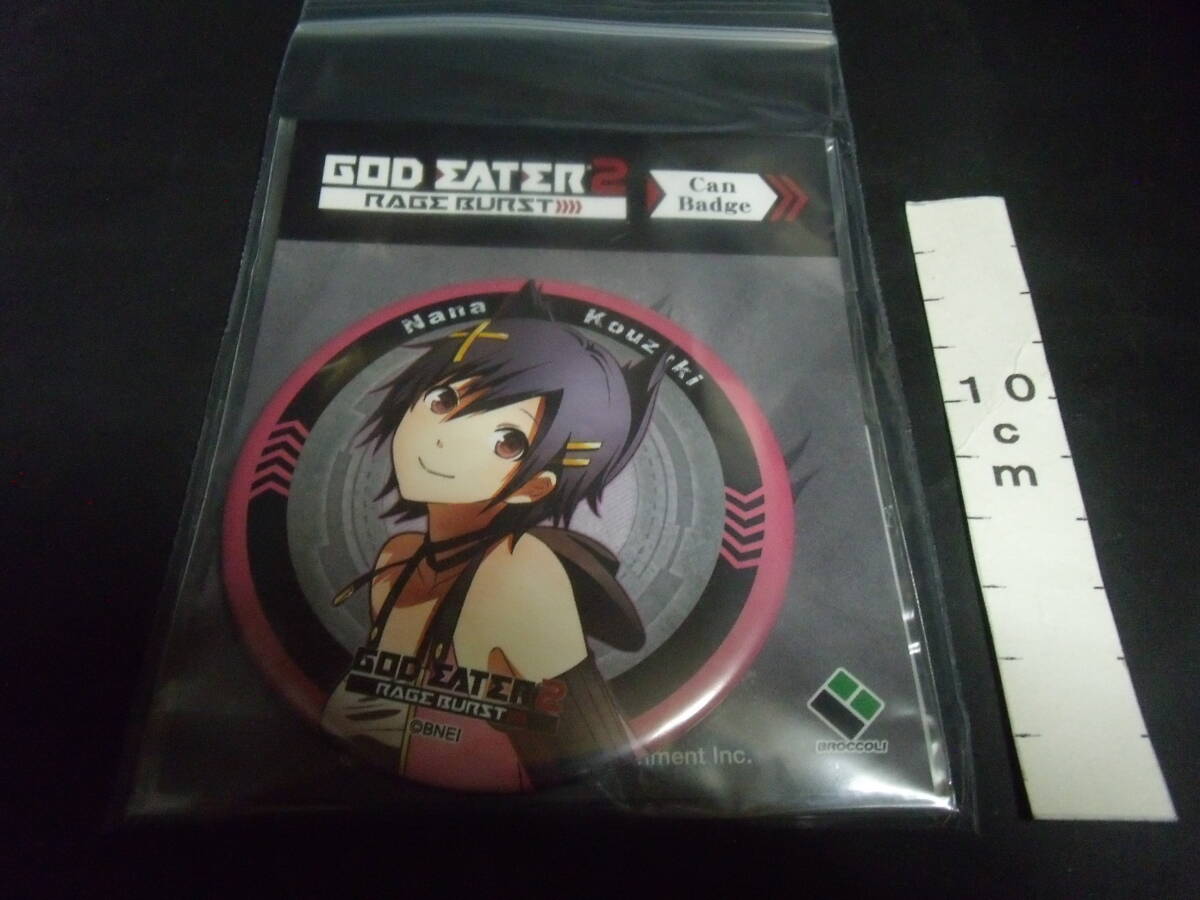 GOD EATER 2
RAGE BURST
Can
Badge
Nana Kouzuki
GOD EATER 2
RAGE BURST
©BNEI
nment Inc.
BROCCOLI
10
cm